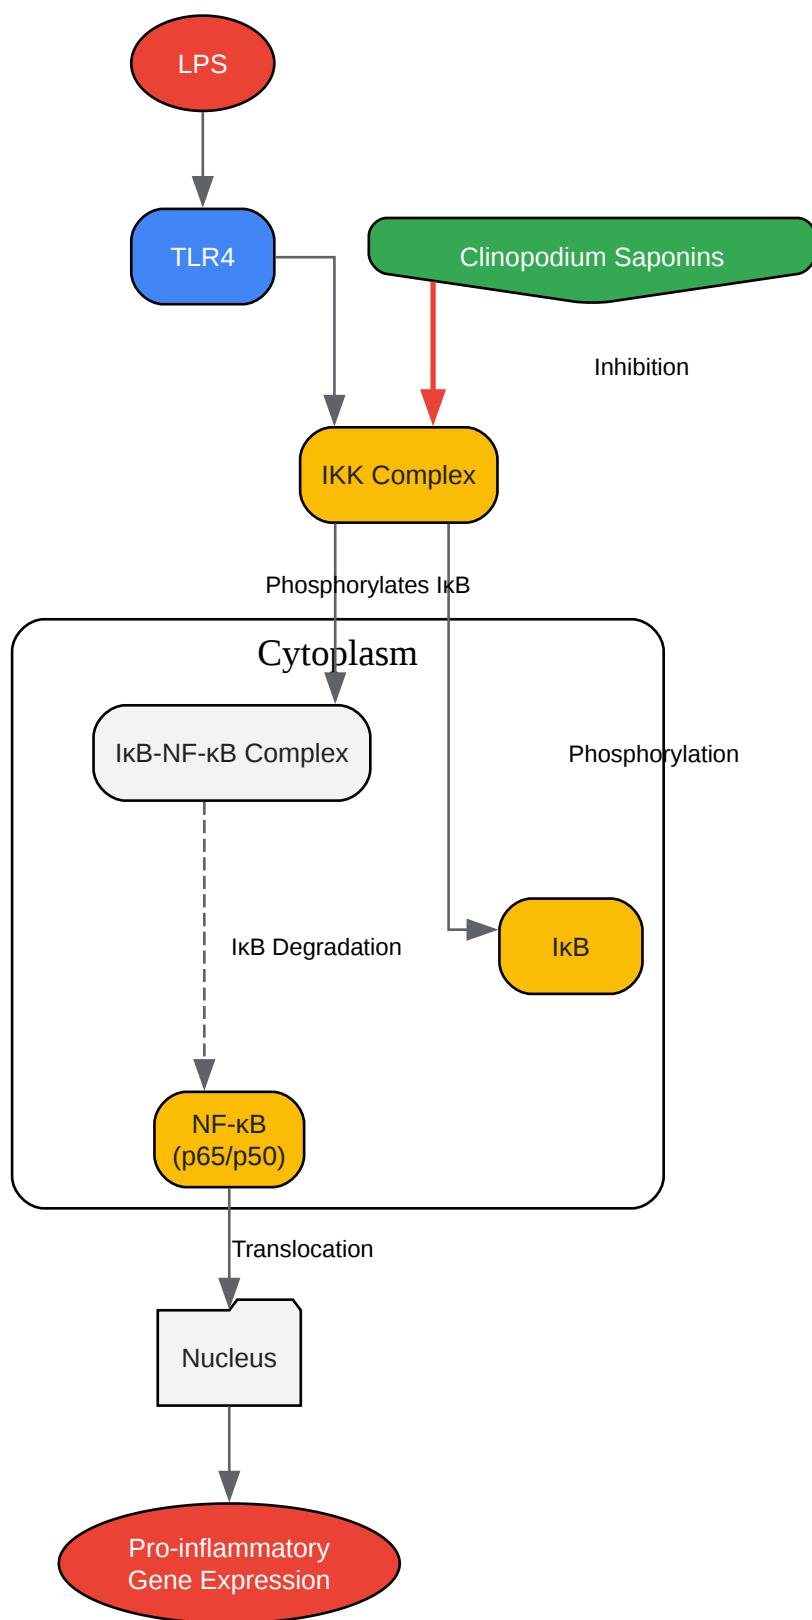 LPS
TLR4
Clinopodium Saponins
Inhibition
IKK Complex
Phosphorylates IκB
Cytoplasm
IκB-NF-κB Complex
Phosphorylation
IκB Degradation
IκB
NF-κB
(p65/p50)
Translocation
Nucleus
Pro-inflammatory
Gene Expression